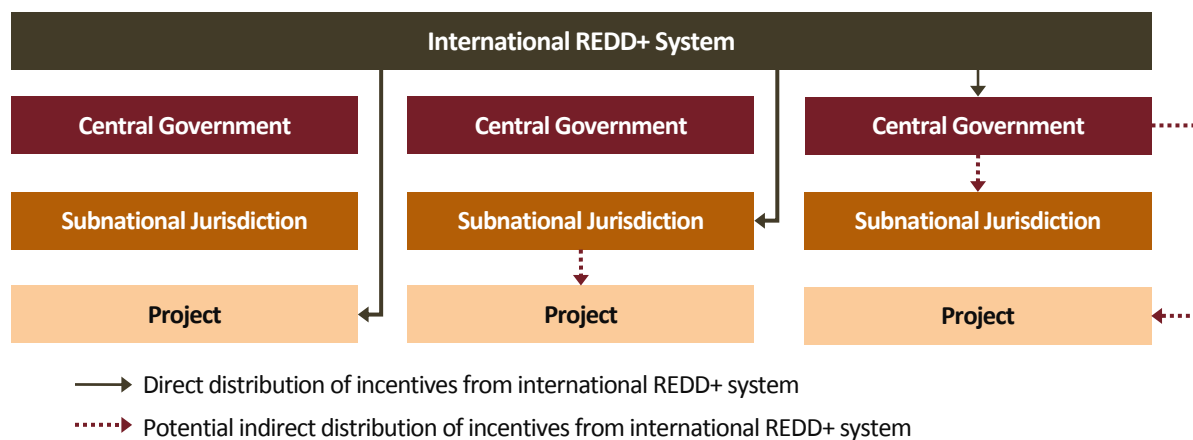 International REDD+ System
Central Government
Central Government
Central Government
Subnational Jurisdiction
Subnational Jurisdiction
Subnational Jurisdiction
Project
Project
Project
Direct distribution of incentives from international REDD+ system
Potential indirect distribution of incentives from international REDD+ system